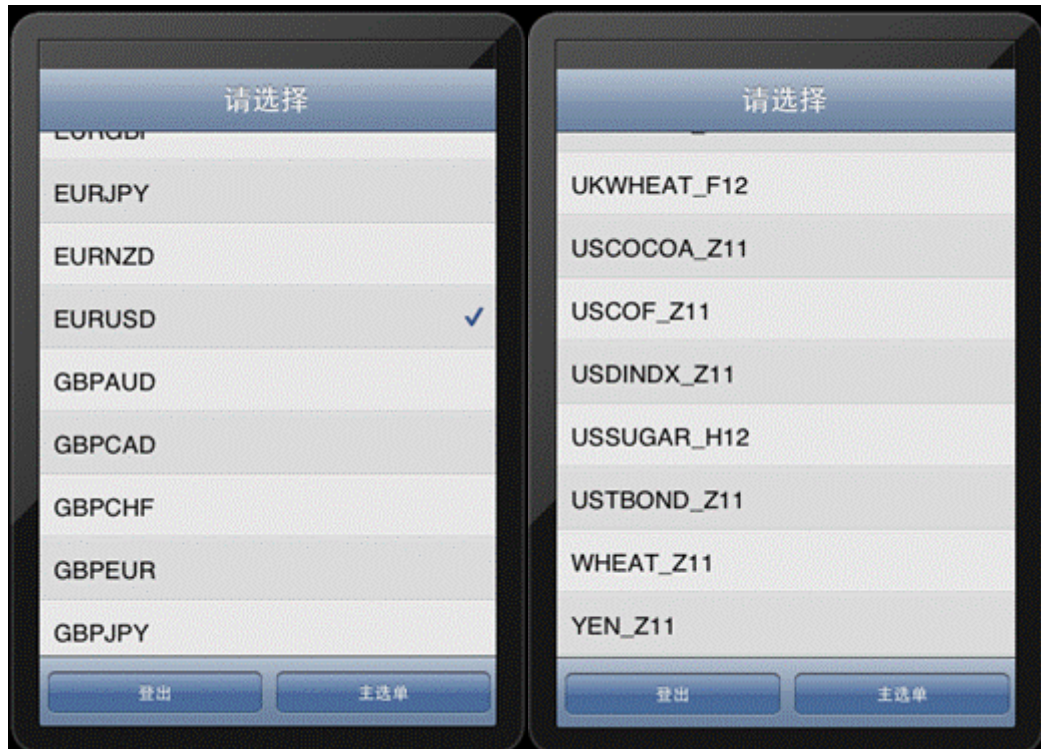 请选择
EURGBP
EURJPY
EURNZD
EURUSD
GBPAUD
GBPCAD
GBPCHF
GBPEUR
GBPJPY
登出
主选单
请选择
UKWHEAT_F12
USCOCOA_Z11
USCOF_Z11
USDINDX_Z11
USSUGAR_H12
USTBOND_Z11
WHEAT_Z11
YEN_Z11
登出
主选单